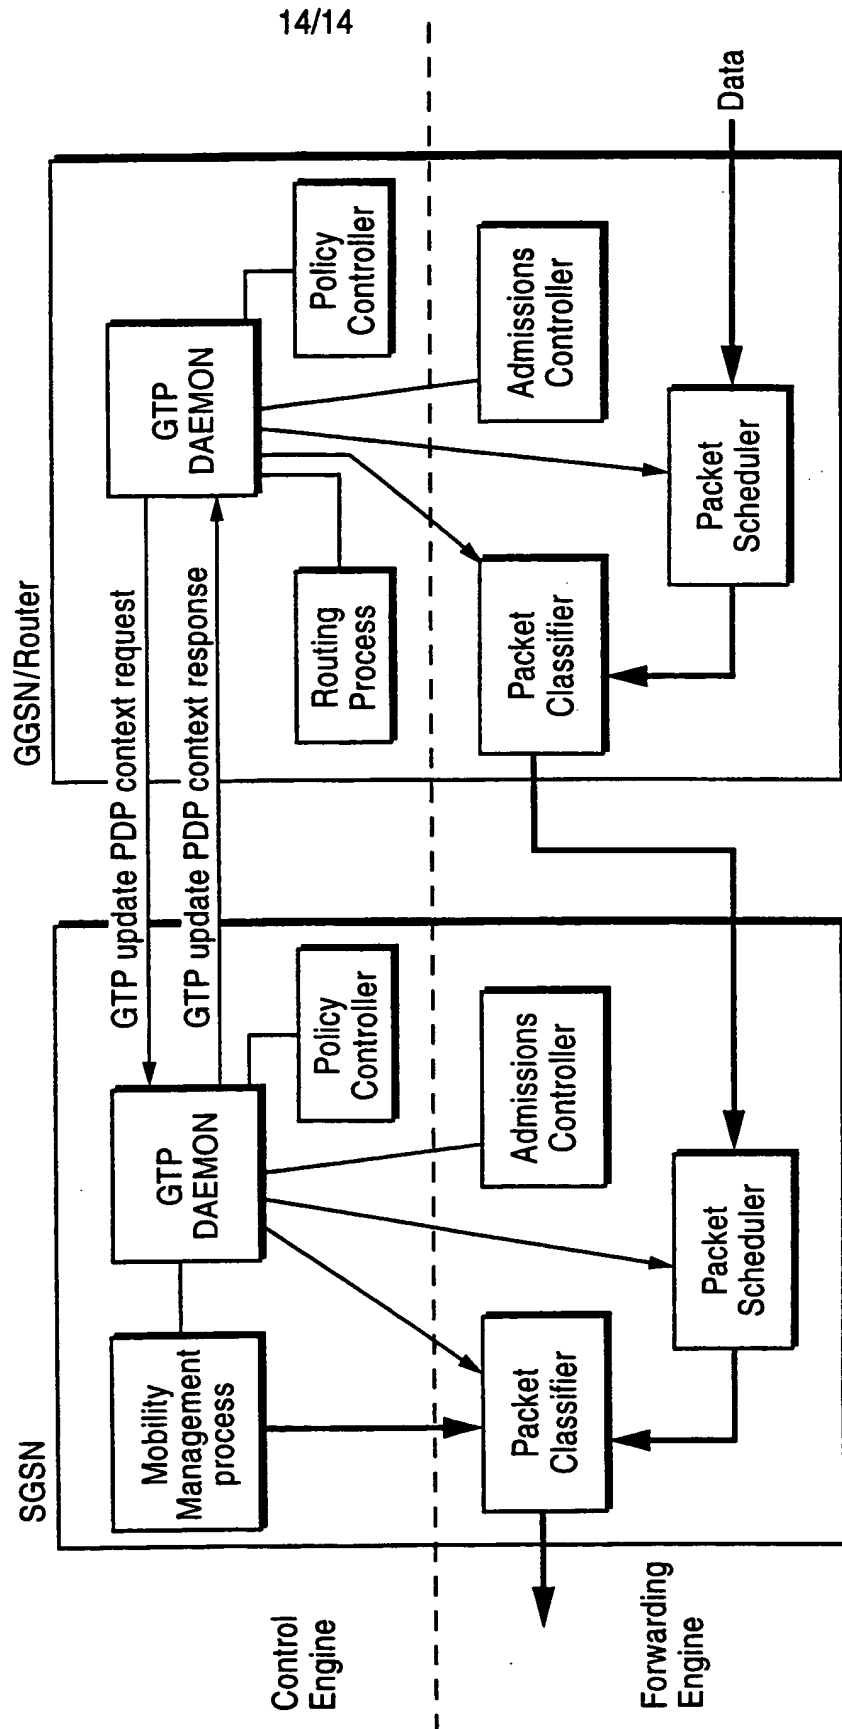 14/14
SGSN
GGSN/Router
GTP update PDP context request
GTP update PDP context response
Control
Engine
Mobility
Management
process
GTP
DAEMON
Policy
Controller
Routing
Process
GTP
DAEMON
Policy
Controller
Forwarding
Engine
Packet
Classifier
Admissions
Controller
Packet
Scheduler
Packet
Classifier
Admissions
Controller
Packet
Scheduler
Data